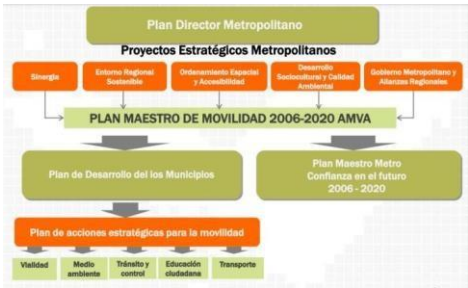 Plan Director Metropolitano
Proyectos Estratégicos Metropolitanos
Sinergia
Entorno Regional
Sostenible
Ordenamiento Espacial
y Accesibilidad
Desarrollo
Sociocultural y Calidad
Ambiental
Gobierno Metropolitano y
Alianzas Regionales
PLAN MAESTRO DE MOVILIDAD 2006-2020 AMVA
Plan de Desarrollo del los Municipios
Plan Maestro Metro
Confianza en el futuro
2006 - 2020
Plan de acciones estratégicas para la movilidad
Vialidad
Medio
ambiente
Tránsito y
control
Educación
ciudadana
Transporte